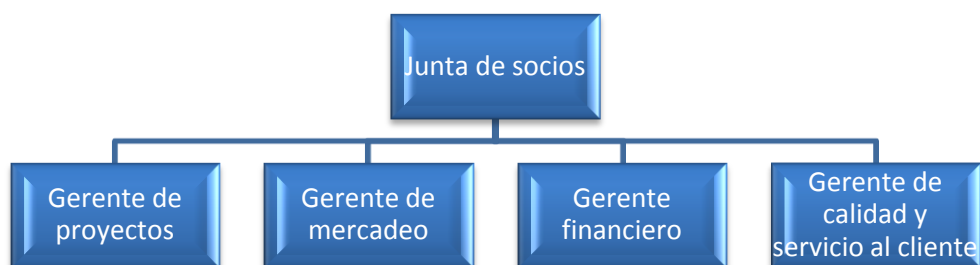 Junta de socios
Gerente de
proyectos
Gerente de
mercadeo
Gerente
financiero
Gerente de
calidad y
servicio al cliente